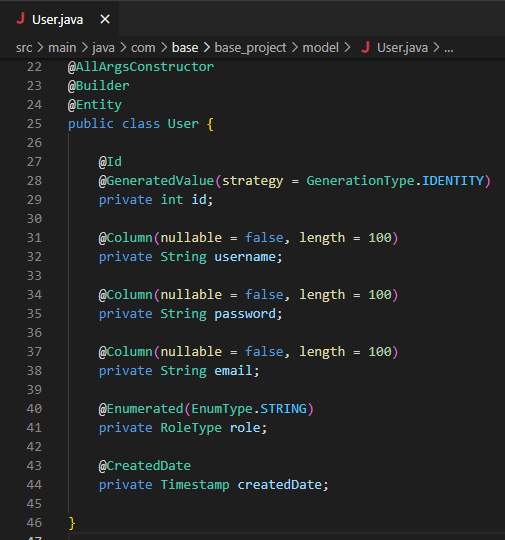 User.java
src > main > java > com > base > base_project > model > User.java > ...
22 @AllArgsConstructor
23 @Builder
24 @Entity
25 public class User {
26
27 @Id
28 @GeneratedValue(strategy = GenerationType.IDENTITY)
29 private int id;
30
31 @Column(nullable = false, length = 100)
32 private String username;
33
34 @Column(nullable = false, length = 100)
35 private String password;
36
37 @Column(nullable = false, length = 100)
38 private String email;
39
40 @Enumerated(EnumType.STRING)
41 private RoleType role;
42
43 @CreatedDate
44 private Timestamp createdDate;
45
46 }
47